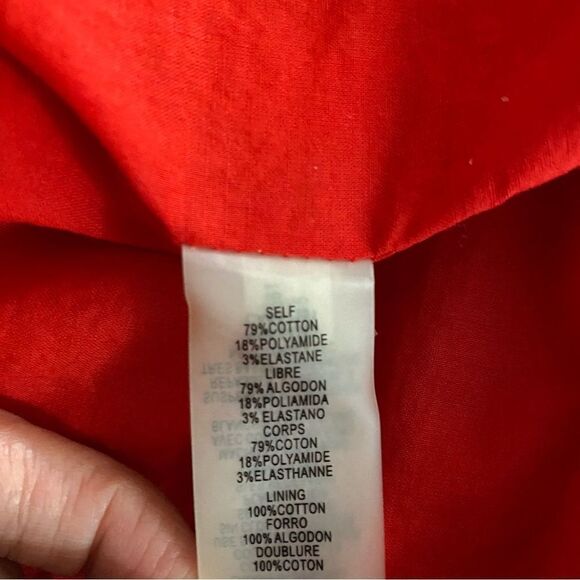 SELF
79%COTTON
18%POLYAMIDE
3%ELASTANE
LIBRE
79% ALGODON
18%POLIAMIDA
3% ELASTANO
CORPS
79%COTON
18%POLYAMIDE
3%ELASTHANNE
LINING
100%COTTON
FORRO
100% ALGODON
DOUBLURE
100%COTON